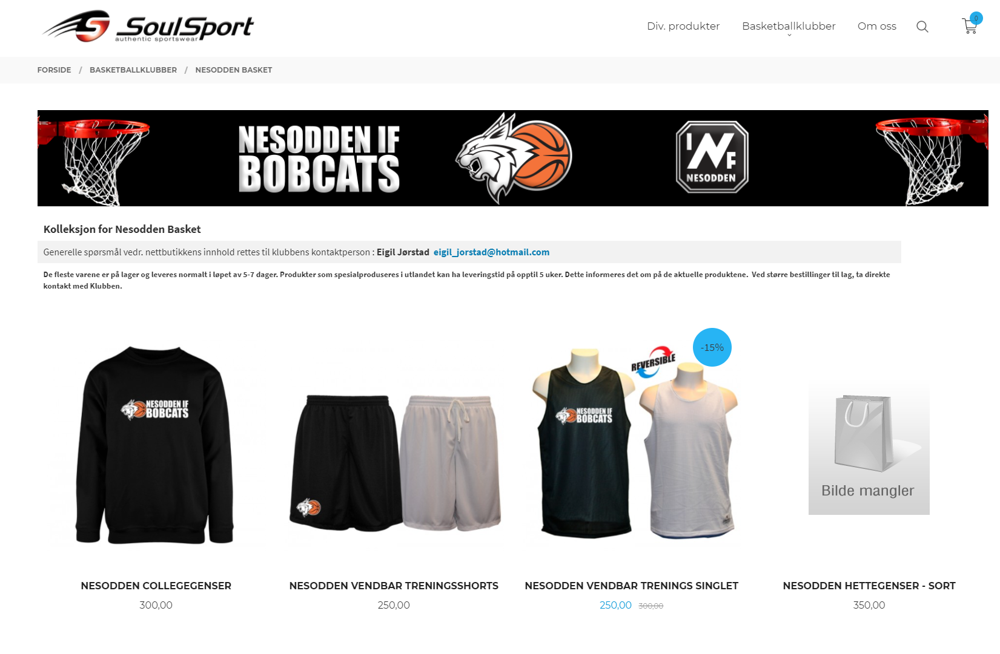 SoulSport
authentic sportswear
Div. produkter
Basketballklubber
Om oss
0
FORSIDE / BASKETBALLKLUBBER / NESODDEN BASKET
NESODDEN IF
BOBCATS
I N F
NESODDEN
Kolleksjon for Nesodden Basket
Generelle spørsmål vedr. nettbutikkens innhold rettes til klubbens kontaktperson : Eigil Jørstad eigil_jorstad@hotmail.com
De fleste varene er på lager og leveres normalt i løpet av 5-7 dager. Produkter som spesialproduseres i utlandet kan ha leveringstid på opptil 5 uker. Dette informeres det om på de aktuelle produktene. Ved større bestillinger til lag, ta direkte
kontakt med Klubben.
NESODDEN IF
BOBCATS
REVERSIBLE
-15%
NESODDEN IF
BOBCATS
Bilde mangler
NESODDEN COLLEGEGENSER
300,00
NESODDEN VENDBAR TRENINGSSHORTS
250,00
NESODDEN VENDBAR TRENINGS SINGLET
250,00 300,00
NESODDEN HETTEGENSER - SORT
350,00